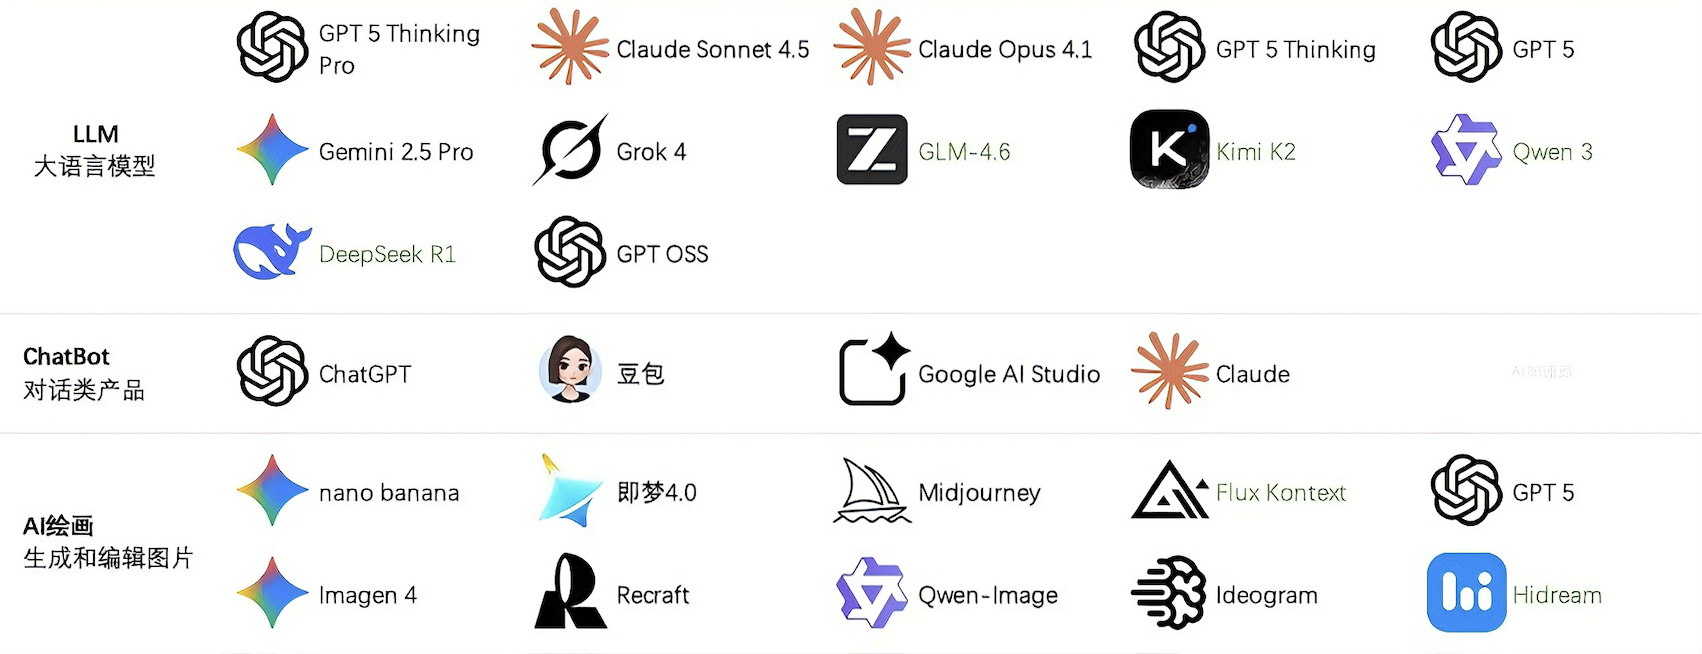 GPT 5 Thinking
Pro
Claude Sonnet 4.5
Claude Opus 4.1
GPT 5 Thinking
GPT 5
LLM
大语言模型
Gemini 2.5 Pro
Grok 4
GLM-4.6
Kimi K2
Qwen 3
DeepSeek R1
GPT OSS
ChatBot
对话类产品
ChatGPT
豆包
Google AI Studio
Claude
AI绘画
生成和编辑图片
nano banana
即梦4.0
Midjourney
Flux Kontext
GPT 5
Imagen 4
Recraft
Qwen-Image
Ideogram
Hidream